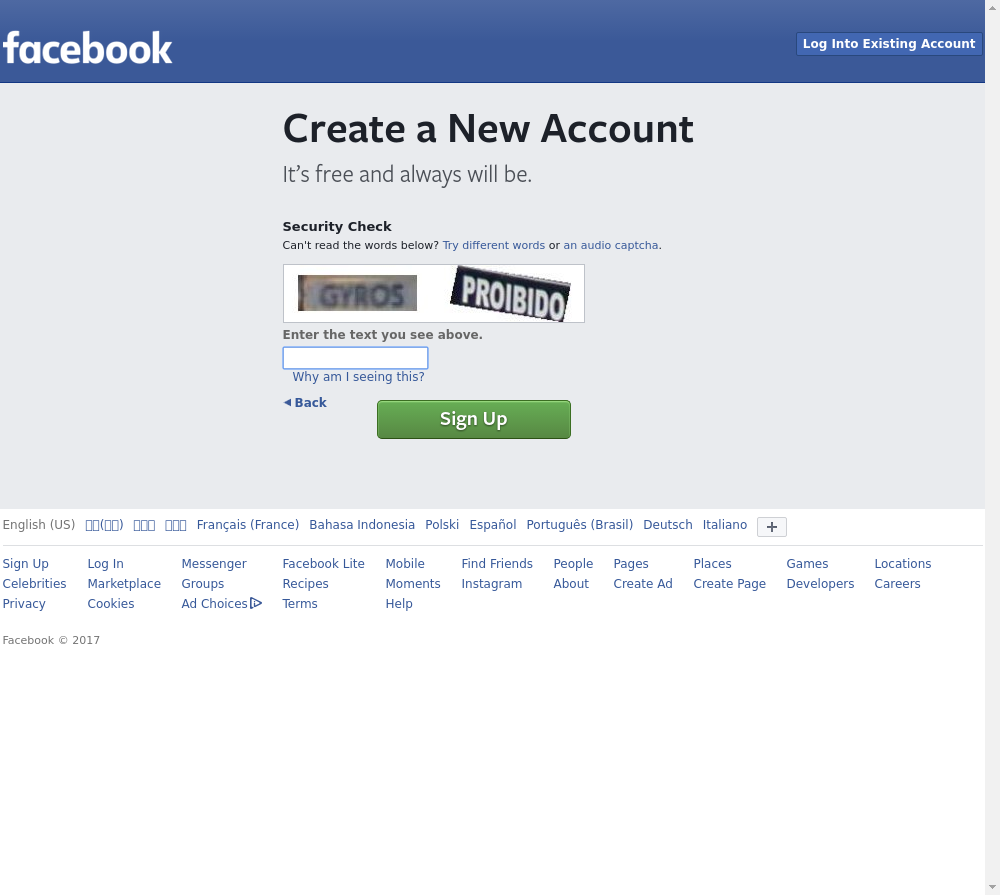 facebook
Log Into Existing Account
Create a New Account
It's free and always will be.
Security Check
Can't read the words below? Try different words or an audio captcha.
GYROS PROIBIDO
Enter the text you see above.
Why am I seeing this?
Back
Sign Up
English (US) Français (France) Bahasa Indonesia Polski Español Português (Brasil) Deutsch Italiano +
Sign Up Log In Messenger Facebook Lite Mobile Find Friends People Pages Places Games Locations
Celebrities Marketplace Groups Recipes Moments Instagram About Create Ad Create Page Developers Careers
Privacy Cookies Ad Choices Terms Help
Facebook © 2017